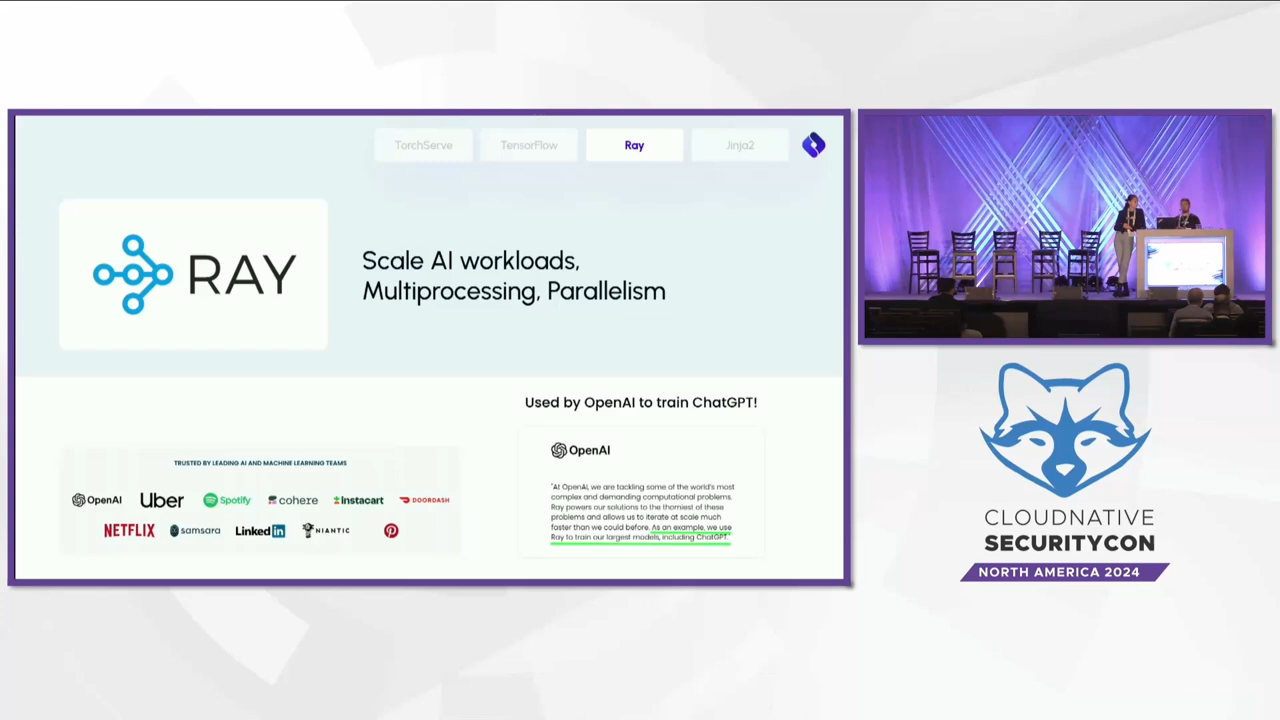 TorchServe TensorFlow Ray Jinja2
RAY
Scale AI workloads,
Multiprocessing, Parallelism
Used by OpenAI to train ChatGPT!
TRUSTED BY LEADING AI AND MACHINE LEARNING TEAMS
OpenAI Uber Spotify cohere instacart DOORDASH
NETFLIX samsara LinkedIn NIANTIC
OpenAI
"At OpenAI, we are tackling some of the world's most
complex and demanding computational problems.
Ray powers our solutions to the thorniest of these
problems and allows us to iterate at scale much
faster than we could before. As an example, we use
Ray to train our largest models, including ChatGPT."
CLOUDNATIVE
SECURITYCON
NORTH AMERICA 2024